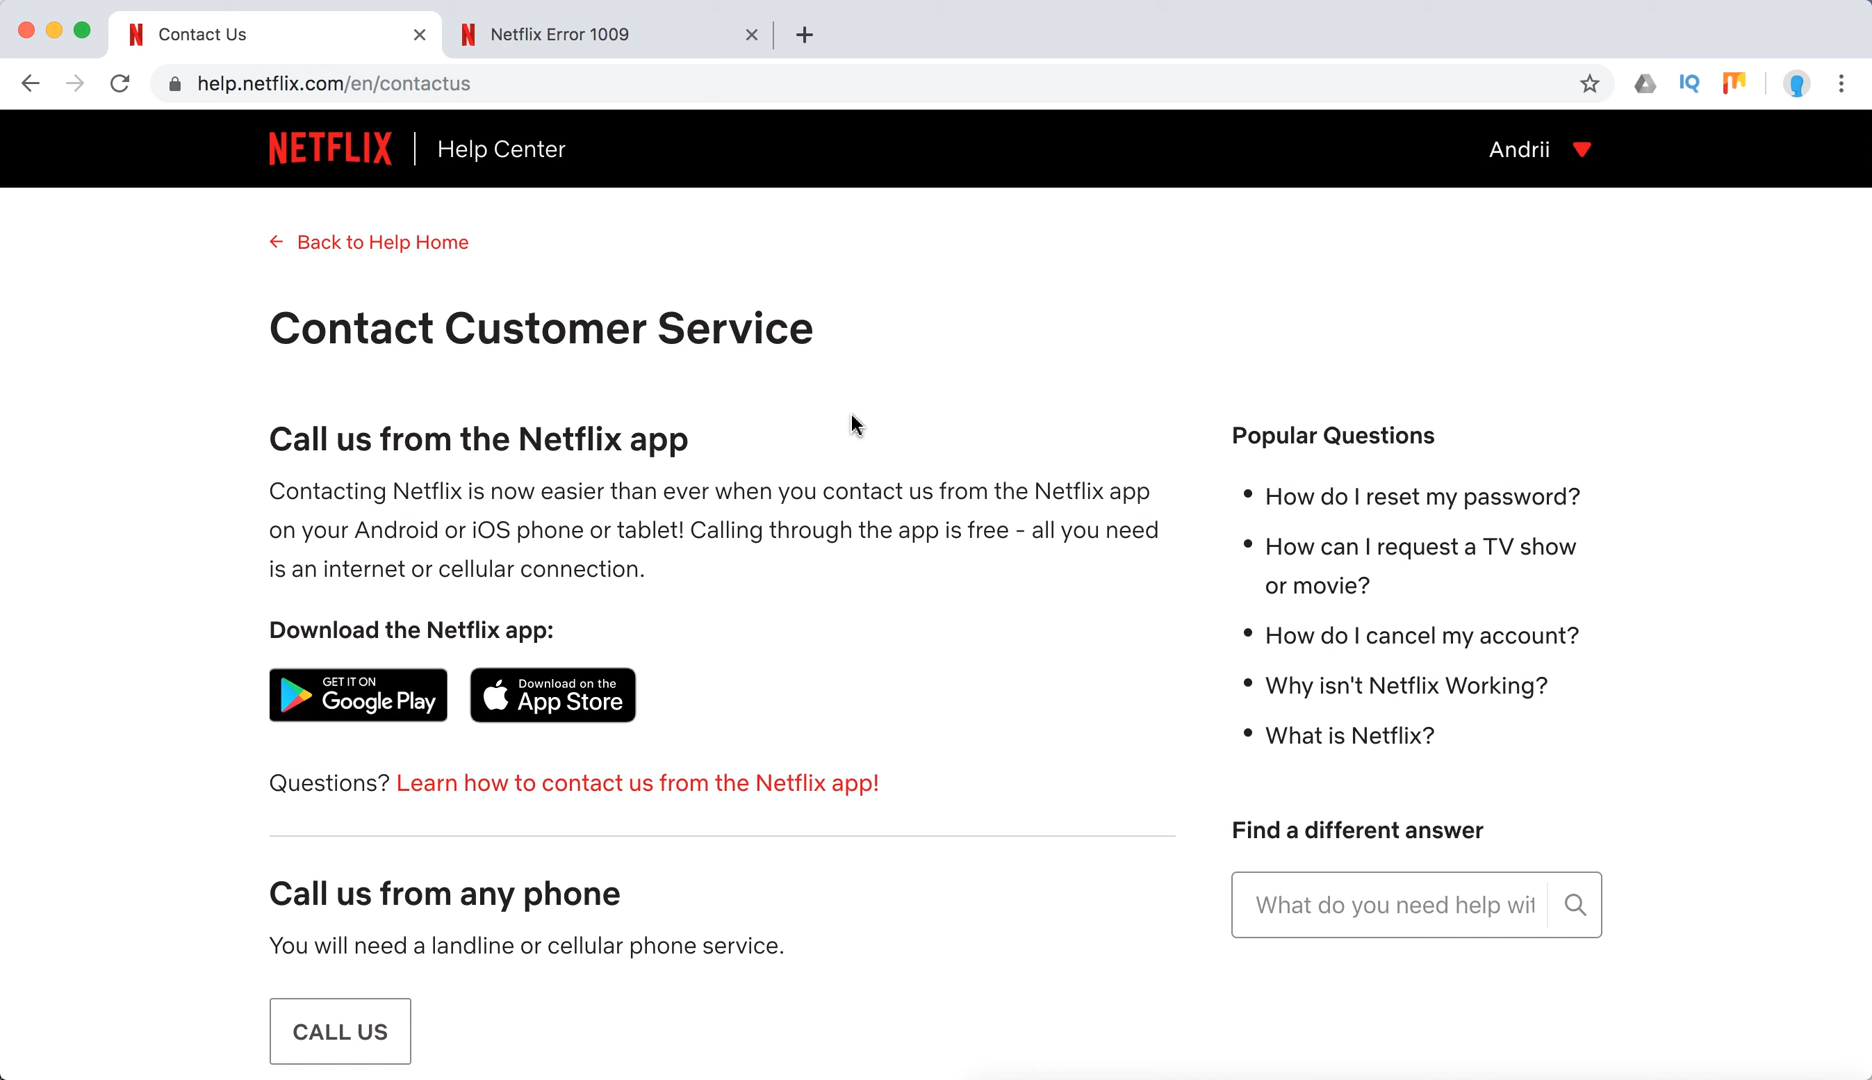 Contact Us
Netflix Error 1009
help.netflix.com/en/contactus
IQ
NETFLIX
Help Center
Andrii
Back to Help Home
Contact Customer Service
Call us from the Netflix app
Contacting Netflix is now easier than ever when you contact us from the Netflix app
on your Android or iOS phone or tablet! Calling through the app is free - all you need
is an internet or cellular connection.
Download the Netflix app:
GET IT ON
Google Play
Download on the
App Store
Questions? Learn how to contact us from the Netflix app!
Call us from any phone
You will need a landline or cellular phone service.
CALL US
Popular Questions
• How do I reset my password?
• How can I request a TV show
or movie?
• How do I cancel my account?
• Why isn't Netflix Working?
• What is Netflix?
Find a different answer
What do you need help wit